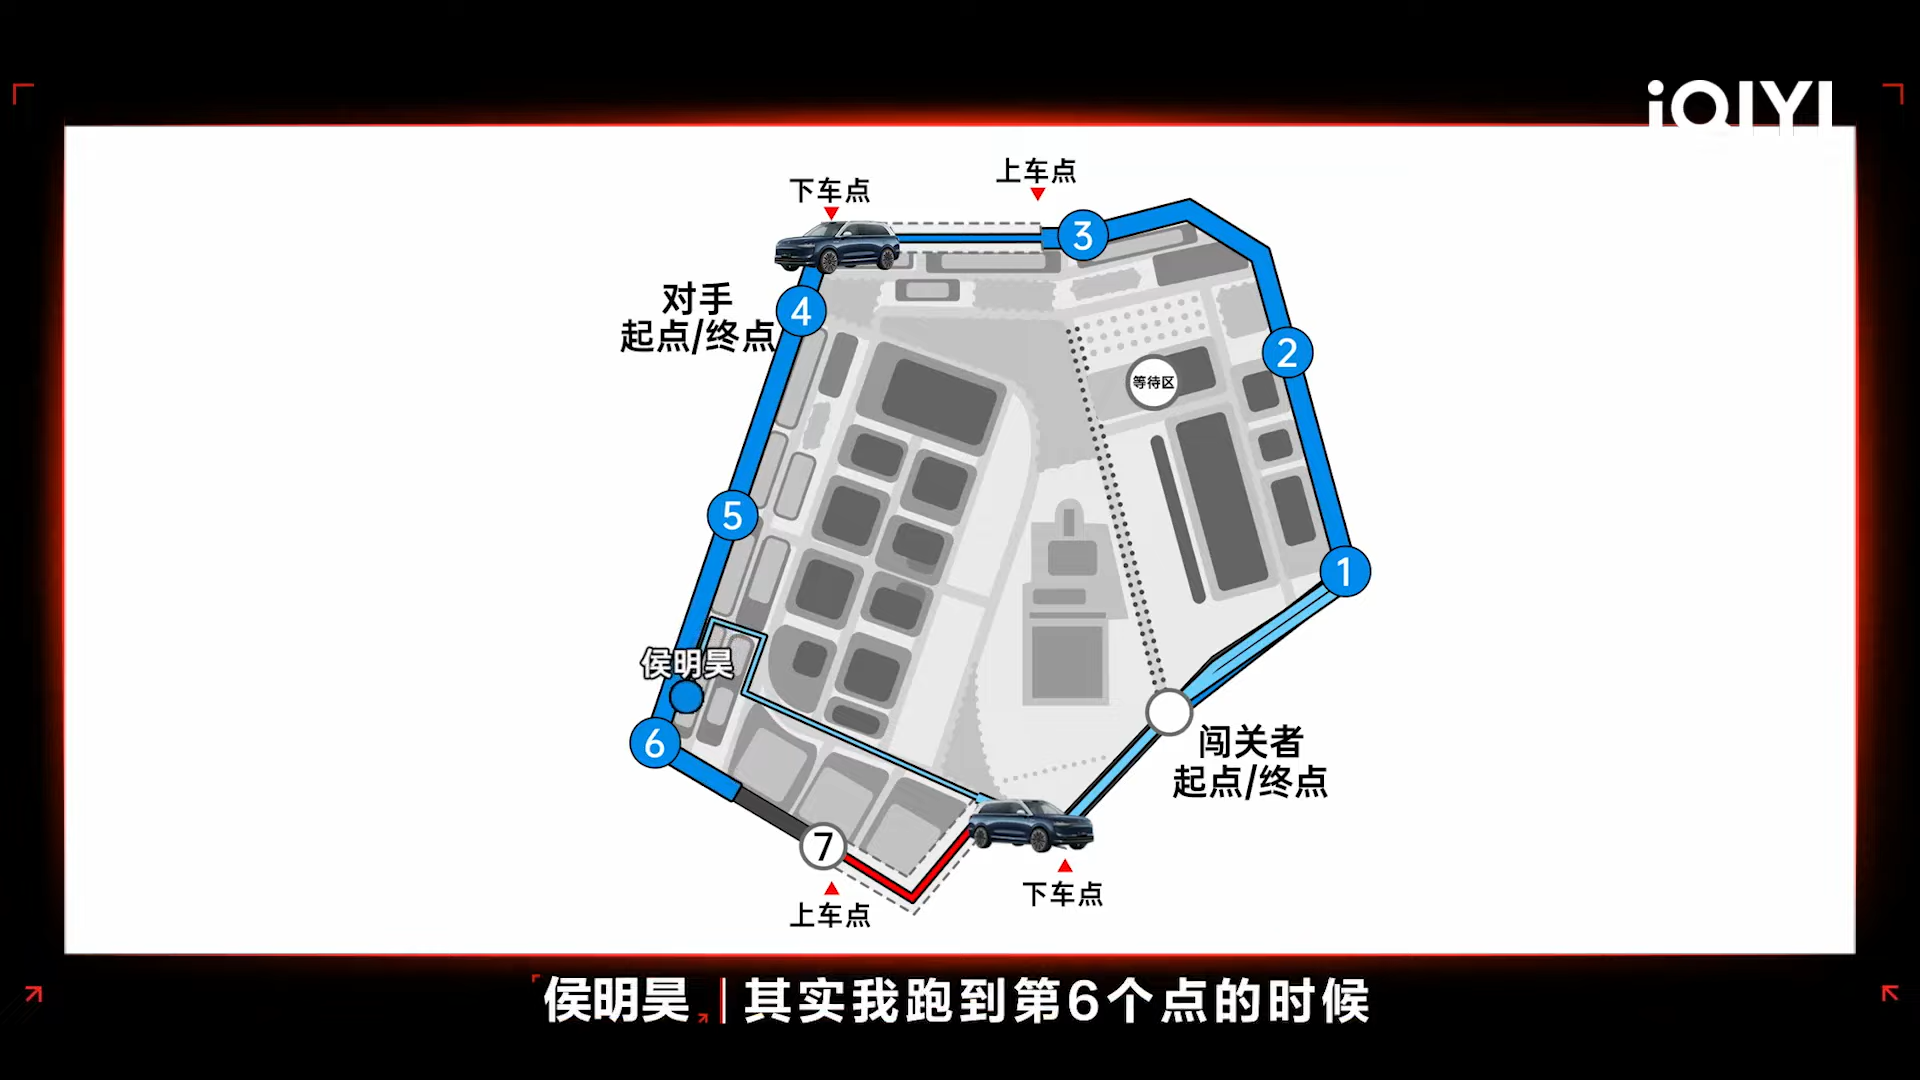 iQIYI
上车点
下车点
3
对手
起点/终点
4
2
等待区
5
1
侯明昊
6
闯关者
起点/终点
7
上车点
下车点
侯明昊 | 其实我跑到第6个点的时候